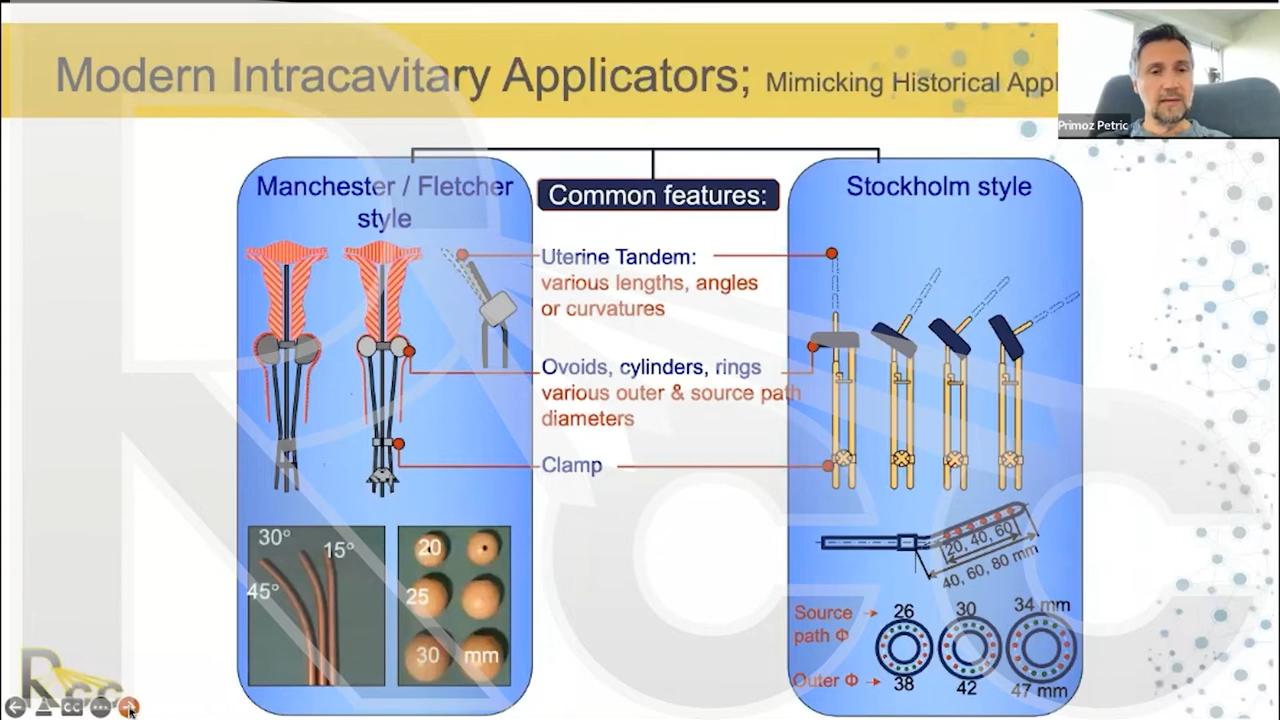 Modern Intracavitary Applicators; Mimicking Historical Appl
Primoz Petric
Manchester / Fletcher
style
Common features:
Stockholm style
Uterine Tandem:
various lengths, angles
or curvatures
Ovoids, cylinders, rings
various outer & source path
diameters
Clamp
30°
15°
45°
20
25
30 mm
20, 40, 60
40, 60, 80 mm
Source
path Φ
26 30 34 mm
Outer Φ
38 42 47 mm
Rcc
CC